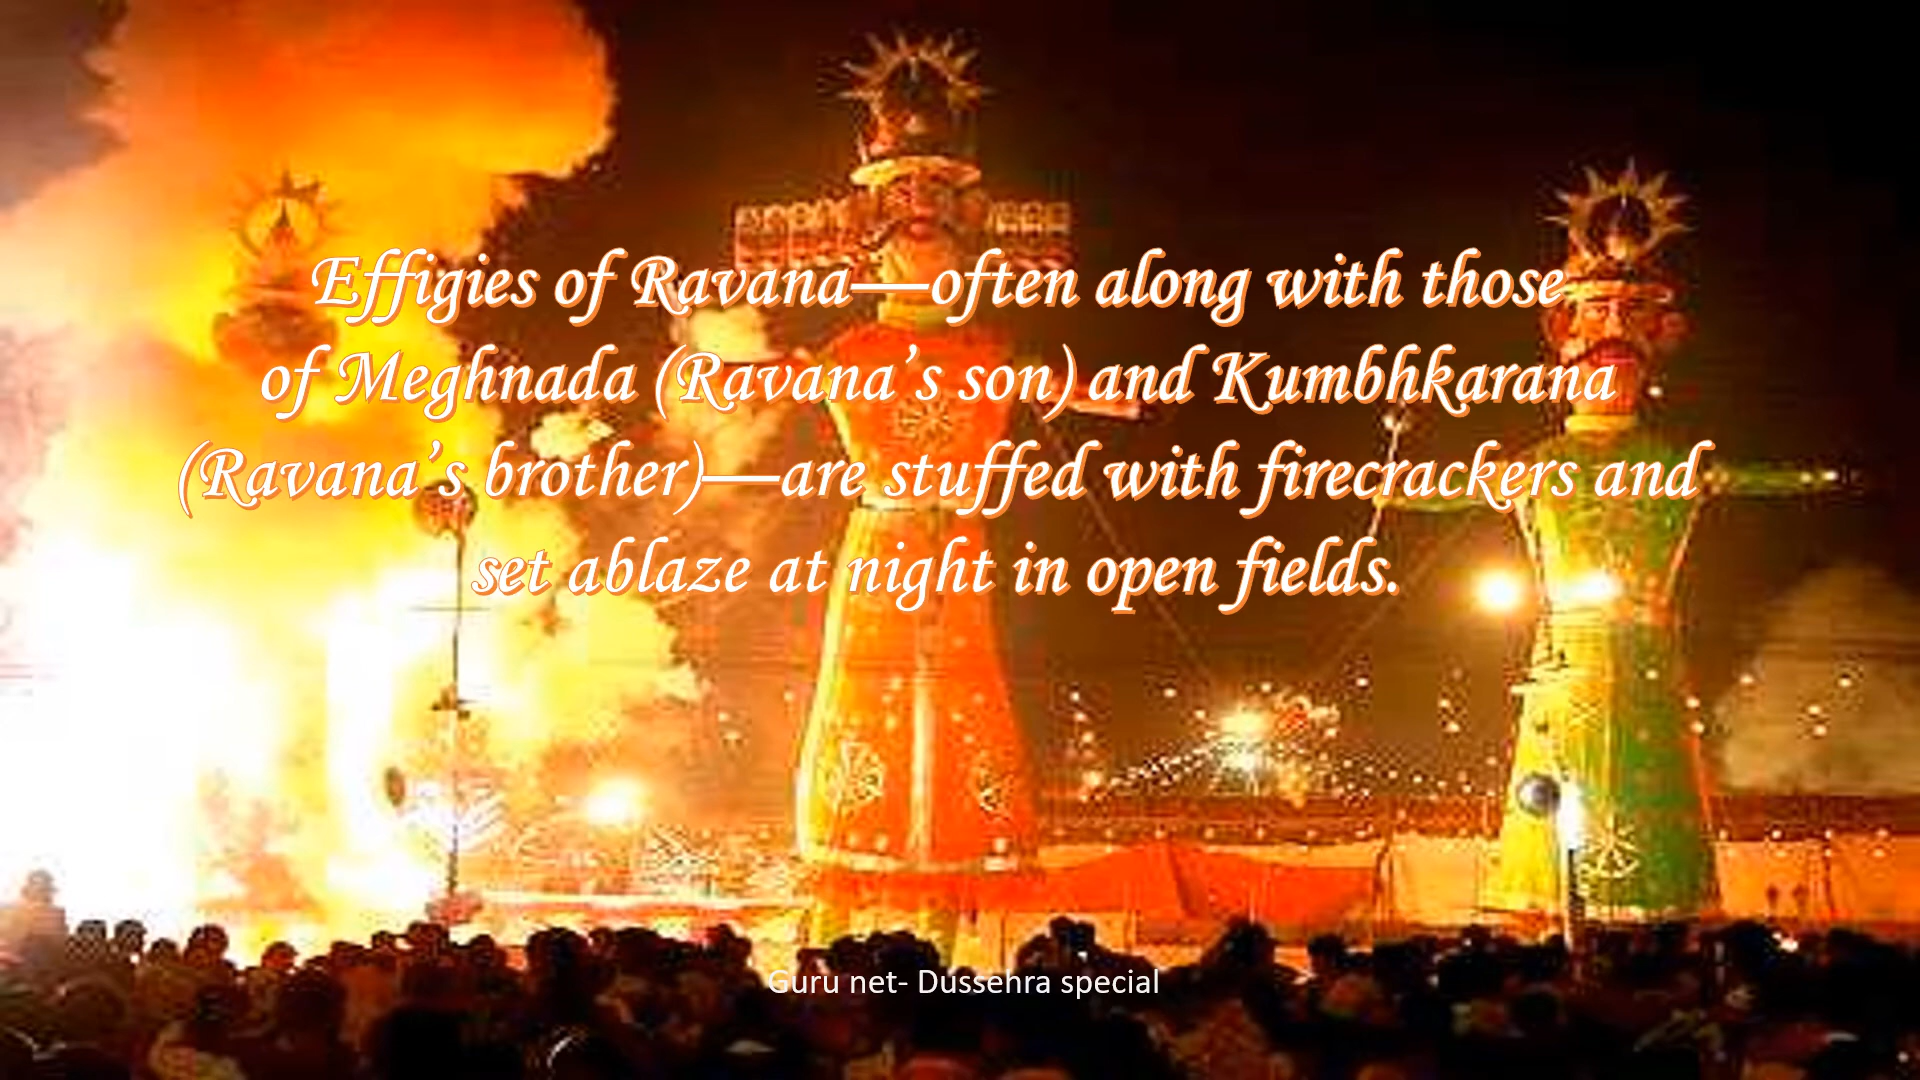 Effigies of Ravana—often along with those
of Meghnada (Ravana’s son) and Kumbhkarana
(Ravana’s brother)—are stuffed with firecrackers and
set ablaze at night in open fields.
Guru net- Dussehra special